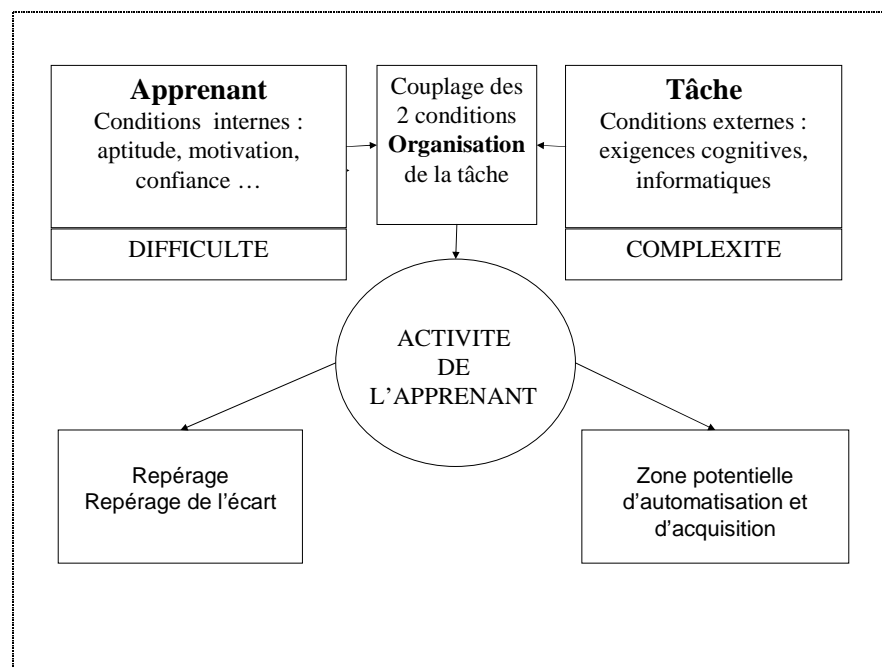 Apprenant
Conditions internes :
aptitude, motivation,
confiance …
DIFFICULTE
Couplage des
2 conditions
Organisation
de la tâche
Tâche
Conditions externes :
exigences cognitives,
informatiques
COMPLEXITE
ACTIVITE
DE
L’APPRENANT
Repérage
Repérage de l’écart
Zone potentielle
d’automatisation et
d’acquisition